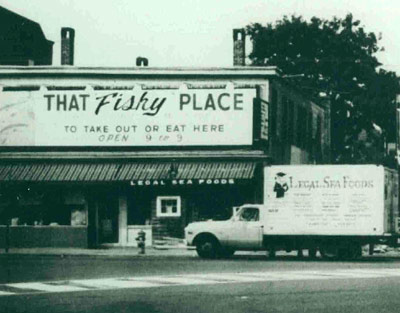 THAT Fishy PLACE
TO TAKE OUT OR EAT HERE
OPEN 9 to 9
LEGAL SEA FOODS
LEGAL SEA FOODS